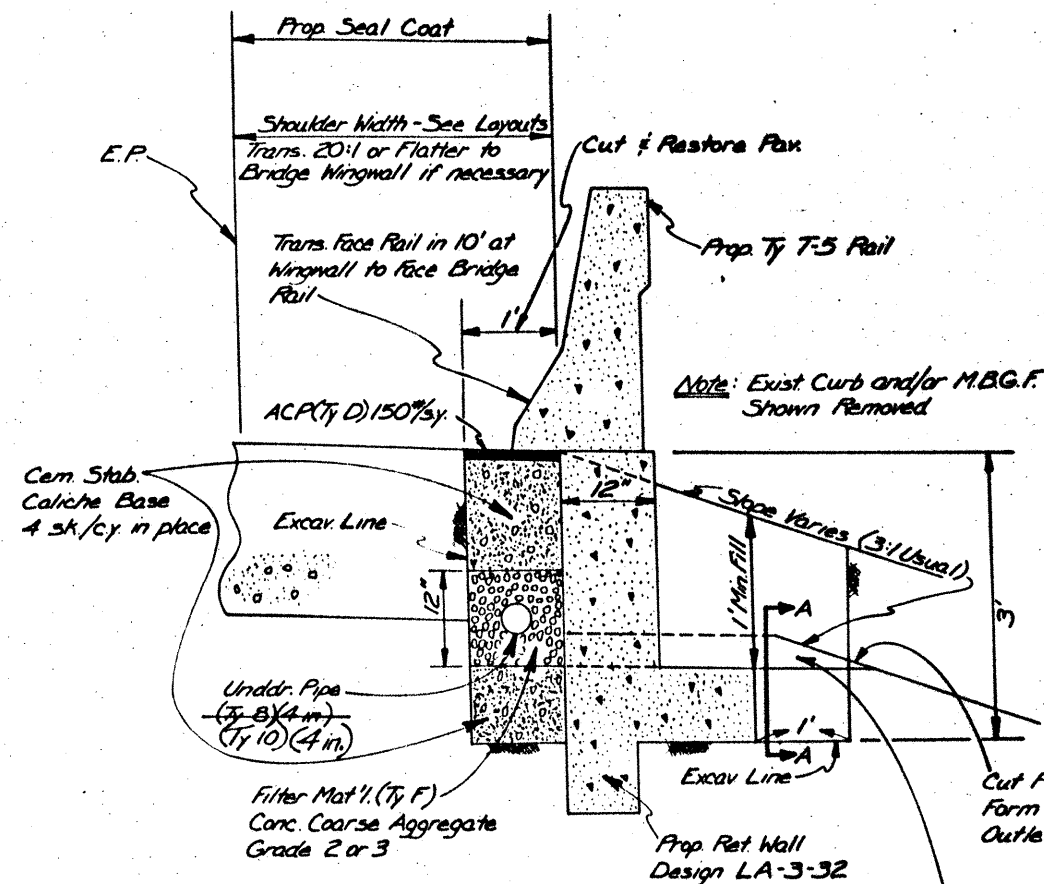 Prop. Seal Coat
Shoulder Width - See Layouts
Trans. 20:1 or Flatter to
Bridge Wingwall if necessary
E.P.
Cut & Restore Pav.
Trans. Face Rail in 10' at
Wingwall to Face Bridge
Rail
1'
Prop. Ty T-5 Rail
Note: Exist. Curb and/or M.B.G.F.
Shown Removed
ACP (Ty D) 150#/sy.
Cem. Stab.
Caliche Base
4 sk/cy. in place
Excav. Line
12"
12"
Slope Varies (3:1 Usual)
1' Min. Fill
3'
A
Unddr. Pipe
(Ty 8)(4 in)
(Ty 10)(4 in.)
1'
A
Excav Line
Filter Mat'l. (Ty F)
Conc. Coarse Aggregate
Grade 2 or 3
Prop. Ret. Wall
Design LA-3-32
Cut F
Form
Outle